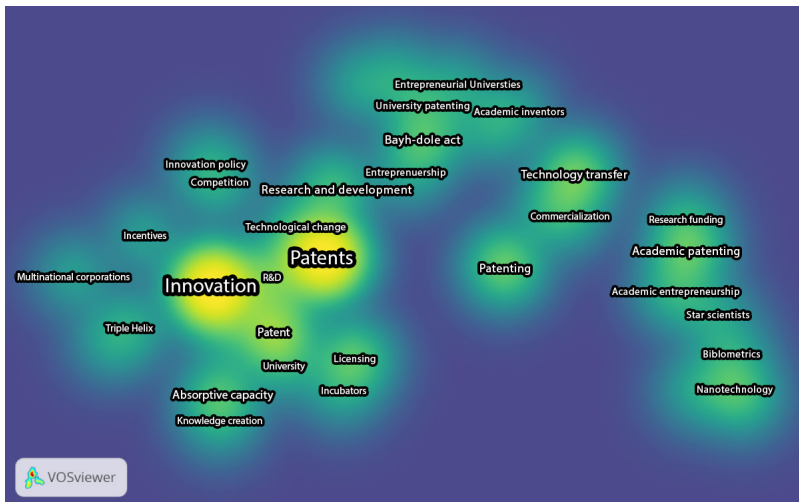 Entrepreneurial Universties
University patenting
Academic inventors
Bayh-dole act
Innovation policy
Entreprenuership
Technology transfer
Competition
Research and development
Commercialization
Research funding
Technological change
Incentives
Academic patenting
Patents
Patenting
Multinational corporations
R&D
Innovation
Academic entrepreneurship
Star scientists
Triple Helix
Patent
Biblometrics
Licensing
University
Nanotechnology
Incubators
Absorptive capacity
Knowledge creation
VOSviewer